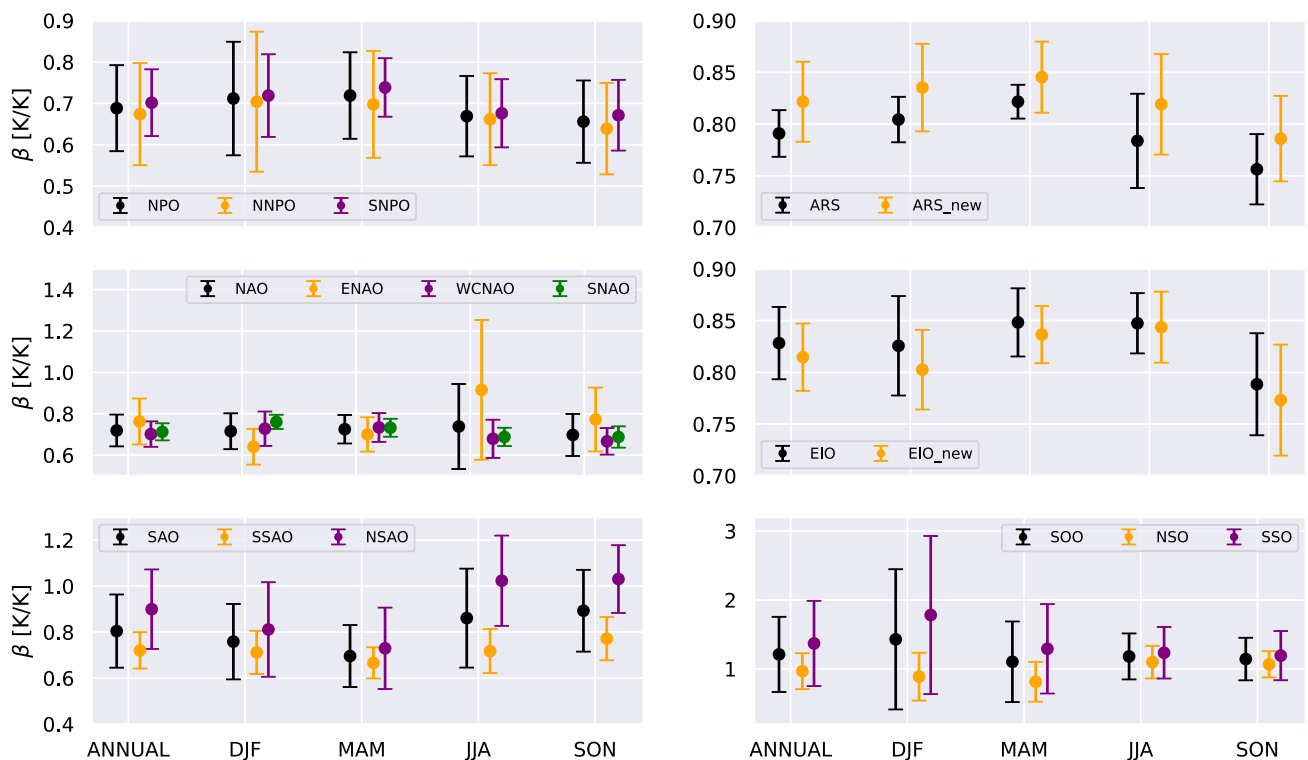 0.9
0.8
0.7
0.6
0.5
0.4
β [K/K]
NPO NNPO SNPO
0.90
0.85
0.80
0.75
0.70
ARS ARS_new
1.4
1.2
1.0
0.8
0.6
β [K/K]
NAO ENAO WCNAO SNAO
0.90
0.85
0.80
0.75
0.70
EIO EIO_new
1.2
1.0
0.8
0.6
0.4
β [K/K]
SAO SSAO NSAO
ANNUAL DJF MAM JJA SON
3
2
1
SOO NSO SSO
ANNUAL DJF MAM JJA SON